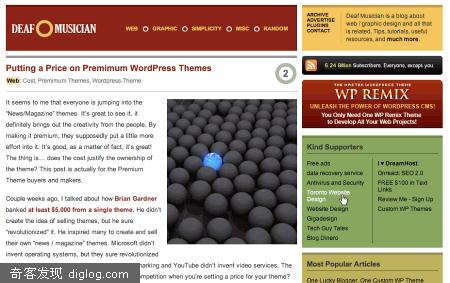 DEAF MUSICIAN
WEB GRAPHIC SIMPLICITY MISC RANDOM
Putting a Price on Premimum WordPress Themes
2
Web: Cost, Premimum Themes, Wordpress-Theme
It seems to me that everyone is jumping into the
"News/Magazine" themes. It's great to see it, it
definitely brings out the creativity from the people. By
making it premium, they supposedly put a little more
effort into it. It's good, as a matter of fact, it's great!
The thing is... does the cost justify the ownership of
the theme? This post is actually for the Premium
Theme buyers and makers.
Couple weeks ago, I talked about how Brian Gardner
banked at least $5,000 from a single theme. He didn't
create the idea of selling themes, but he sure
"revolutionized" it. He inspired many to create and sell
their own "news / magazine" themes. Microsoft didn't
invent operating systems, but they sure revolutionized
marking and YouTube didn't invent video services. The
mpetition when you're setting a price for your theme?
ARCHIVE
ADVERTISE
PLUGINS
CONTACT
Deaf Musician is a blog about
web / graphic design and all that
is related. Tips, tutorials, useful
resources, and much more.
6.24 Billion Subscribers. Everyone, except you.
WP REMIX
UNLEASH THE POWER OF WORDPRESS CMS!
You Only Need One WP Remix Theme
to Develop All Your Web Projects!
Kind Supporters
Free ads
data recovery service
Antivirus and Security
Toronto Website
Design
Website Design
Gigadesign
Tech Guy Tales
Blog Dinero
I ♥ DreamHost
Onreact: SEO 2.0
FREE $100 in Text
Links
Review Me - Sign Up
Custom WP Themes
Most Popular Articles
One Lucky Blogger. One Custom WP Theme
奇客发现 diglog.com